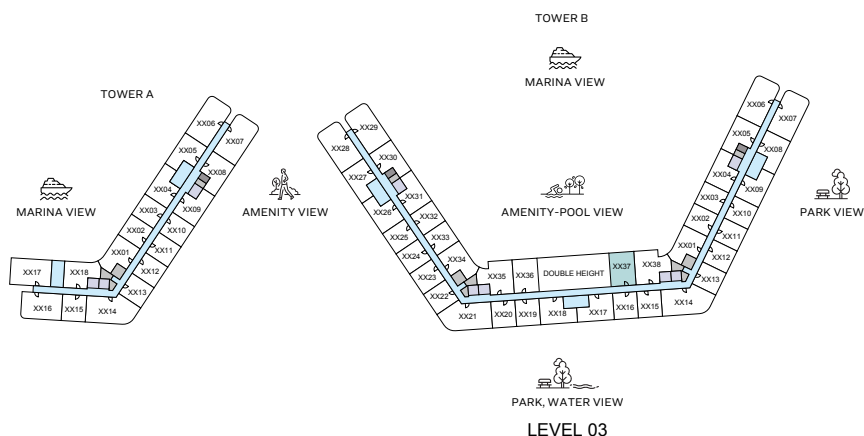 TOWER B
MARINA VIEW
TOWER A
MARINA VIEW
AMENITY VIEW
AMENITY-POOL VIEW
PARK VIEW
XX06
XX07
XX05
XX08
XX04
XX09
XX03
XX10
XX02
XX11
XX01
XX12
XX17
XX18
XX13
XX16
XX15
XX14
XX29
XX28
XX30
XX27
XX31
XX26
XX32
XX25
XX33
XX24
XX34
XX23
XX22
XX35
XX36
DOUBLE HEIGHT
XX37
XX38
XX21
XX20
XX19
XX18
XX17
XX16
XX15
XX14
XX06
XX07
XX05
XX08
XX04
XX09
XX03
XX10
XX02
XX11
XX01
XX12
XX13
PARK, WATER VIEW
LEVEL 03